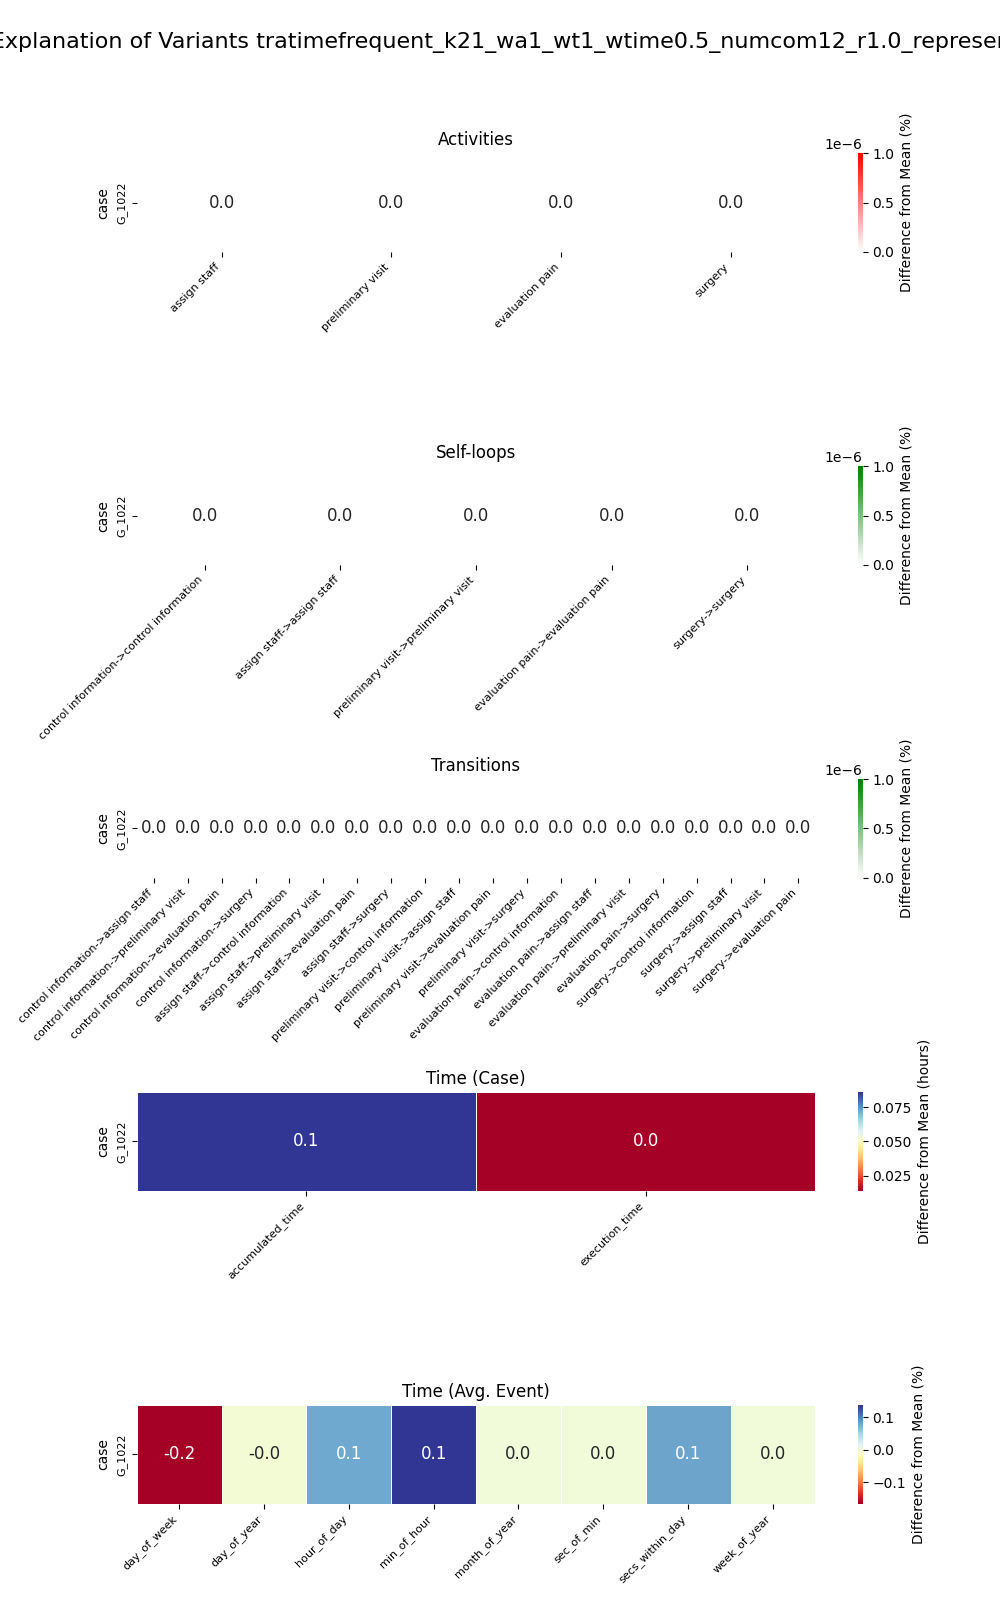 Explanation of Variants tratimefrequent_k21_wa1_wt1_wtime0.5_numcom12_r1.0_represen
Activities
1e−6
case
G_1022
0.0 0.0 0.0 0.0
assign staff
preliminary visit
evaluation pain
surgery
1.0
0.5
0.0
Difference from Mean (%)
Self-loops
1e−6
case
G_1022
0.0 0.0 0.0 0.0 0.0
control information->control information
assign staff->assign staff
preliminary visit->preliminary visit
evaluation pain->evaluation pain
surgery->surgery
1.0
0.5
0.0
Difference from Mean (%)
Transitions
1e−6
case
G_1022
0.0 0.0 0.0 0.0 0.0 0.0 0.0 0.0 0.0 0.0 0.0 0.0 0.0 0.0 0.0 0.0 0.0 0.0 0.0 0.0
control information->assign staff
control information->preliminary visit
control information->evaluation pain
control information->surgery
assign staff->control information
assign staff->preliminary visit
assign staff->evaluation pain
assign staff->surgery
preliminary visit->control information
preliminary visit->assign staff
preliminary visit->evaluation pain
preliminary visit->surgery
evaluation pain->control information
evaluation pain->assign staff
evaluation pain->preliminary visit
evaluation pain->surgery
surgery->control information
surgery->assign staff
surgery->preliminary visit
surgery->evaluation pain
1.0
0.5
0.0
Difference from Mean (%)
Time (Case)
case
G_1022
0.1 0.0
accumulated_time
execution_time
0.075
0.050
0.025
Difference from Mean (hours)
Time (Avg. Event)
case
G_1022
-0.2 -0.0 0.1 0.1 0.0 0.0 0.1 0.0
day_of_week
day_of_year
hour_of_day
min_of_hour
month_of_year
sec_of_min
secs_within_day
week_of_year
0.1
0.0
−0.1
Difference from Mean (%)